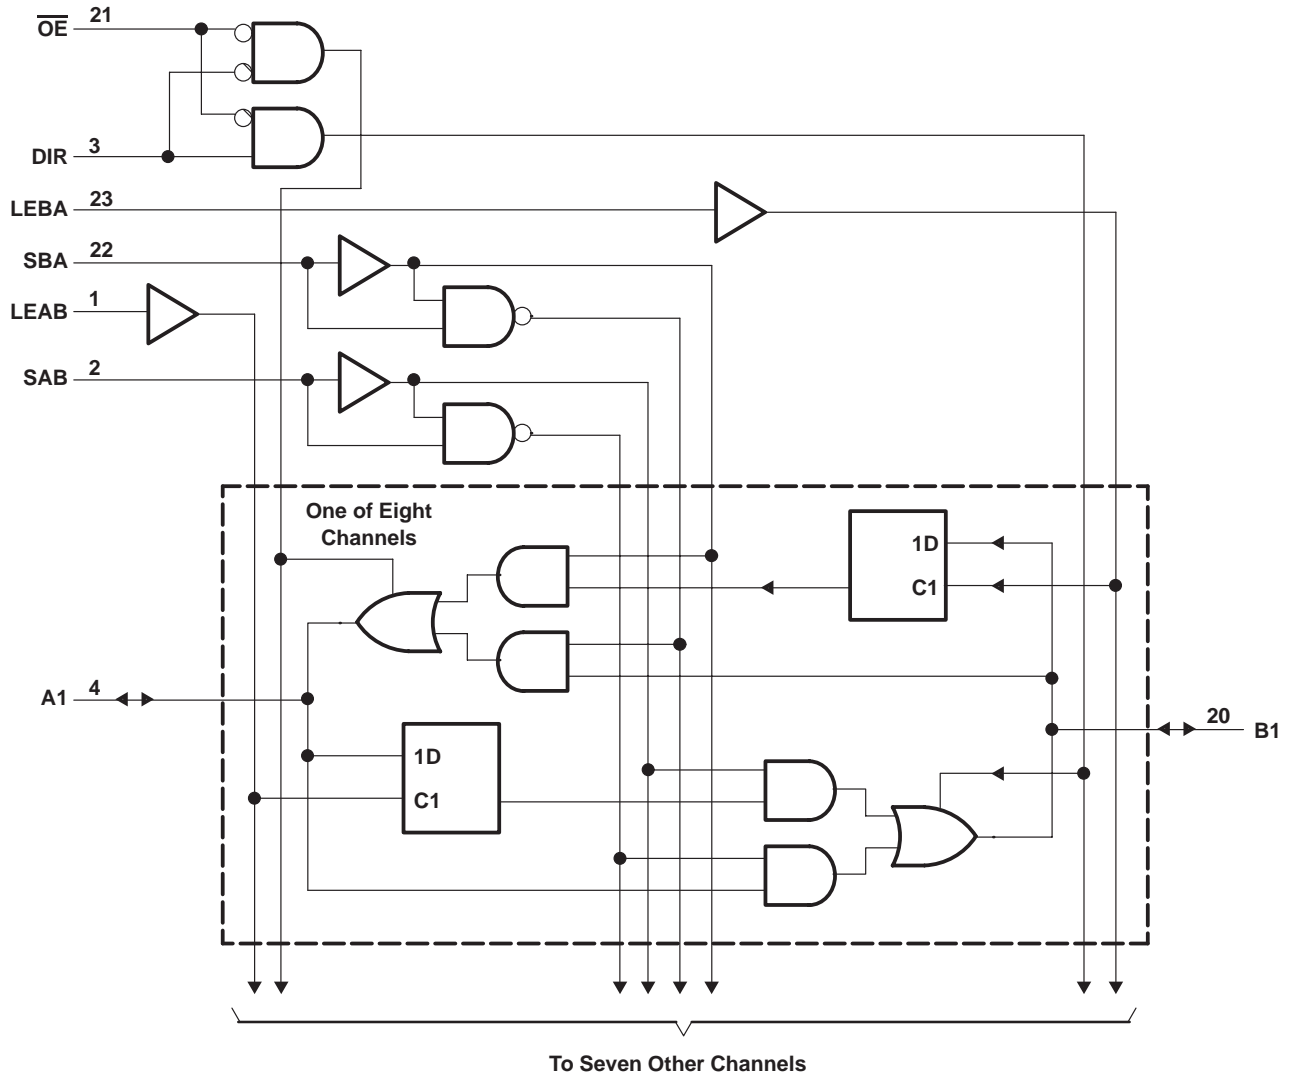 O̅E̅ 21
DIR 3
LEBA 23
SBA 22
LEAB 1
SAB 2
One of Eight
Channels
1D
C1
A1 4
1D
C1
20 B1
To Seven Other Channels